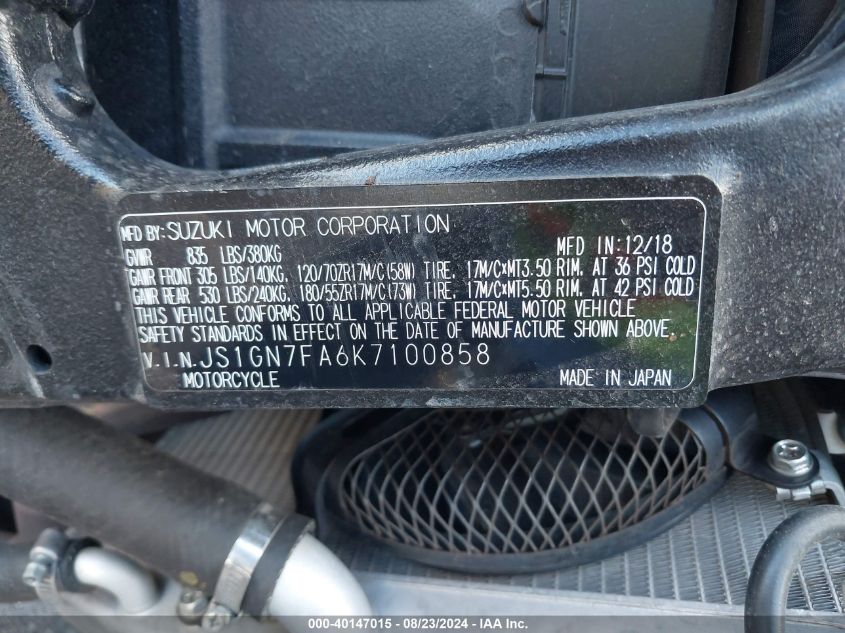 MFD BY: SUZUKI MOTOR CORPORATION
GVWR 835 LBS/380KG MFD IN: 12/18
GAWR FRONT 305 LBS/140KG. 120/70ZR17M/C(58W) TIRE. 17M/C×MT3.50 RIM. AT 36 PSI COLD
GAWR REAR 530 LBS/240KG. 180/55ZR17M/C(73W) TIRE. 17M/C×MT5.50 RIM. AT 42 PSI COLD
THIS VEHICLE CONFORMS TO ALL APPLICABLE FEDERAL MOTOR VEHICLE
SAFETY STANDARDS IN EFFECT ON THE DATE OF MANUFACTURE SHOWN ABOVE.
V.I.N.JS1GN7FA6K7100858
MOTORCYCLE MADE IN JAPAN
000-40147015 - 08/23/2024 - IAA Inc.